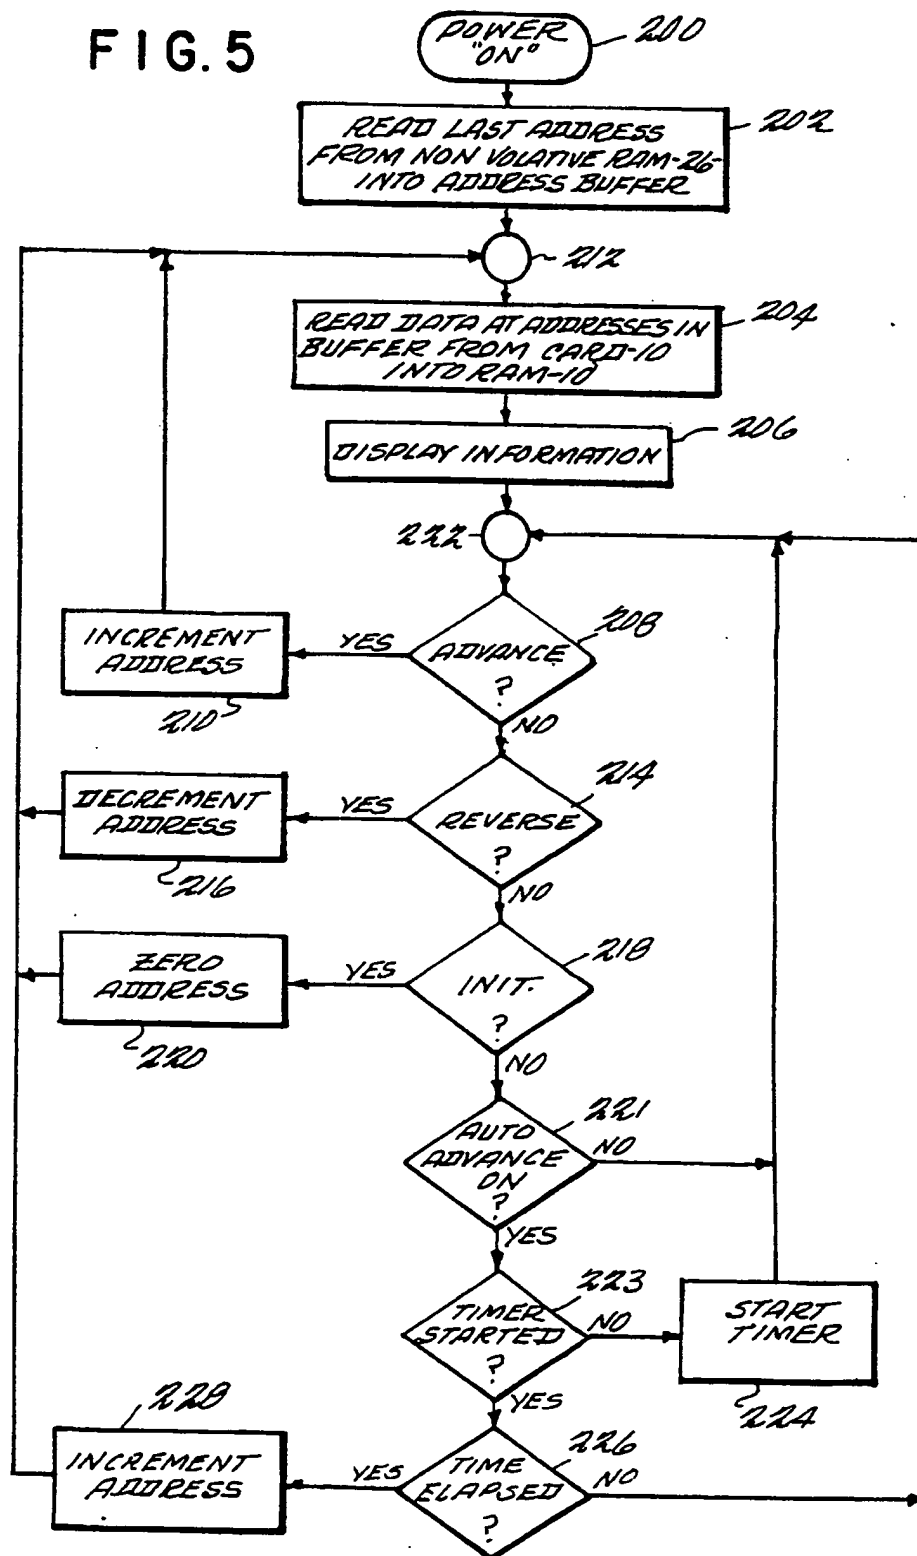 FIG. 5
POWER
"ON"
200
READ LAST ADDRESS
FROM NON VOLATIVE RAM-26-
INTO ADDRESS BUFFER
202
212
READ DATA AT ADDRESSES IN
BUFFER FROM CARD-10
INTO RAM-10
204
DISPLAY INFORMATION
206
222
ADVANCE
?
208
YES
INCREMENT
ADDRESS
210
NO
REVERSE
?
214
YES
DECREMENT
ADDRESS
216
NO
INIT.
?
218
YES
ZERO
ADDRESS
220
NO
AUTO
ADVANCE
ON
?
221
NO
YES
TIMER
STARTED
?
223
NO
START
TIMER
224
YES
TIME
ELAPSED
?
226
NO
YES
INCREMENT
ADDRESS
228